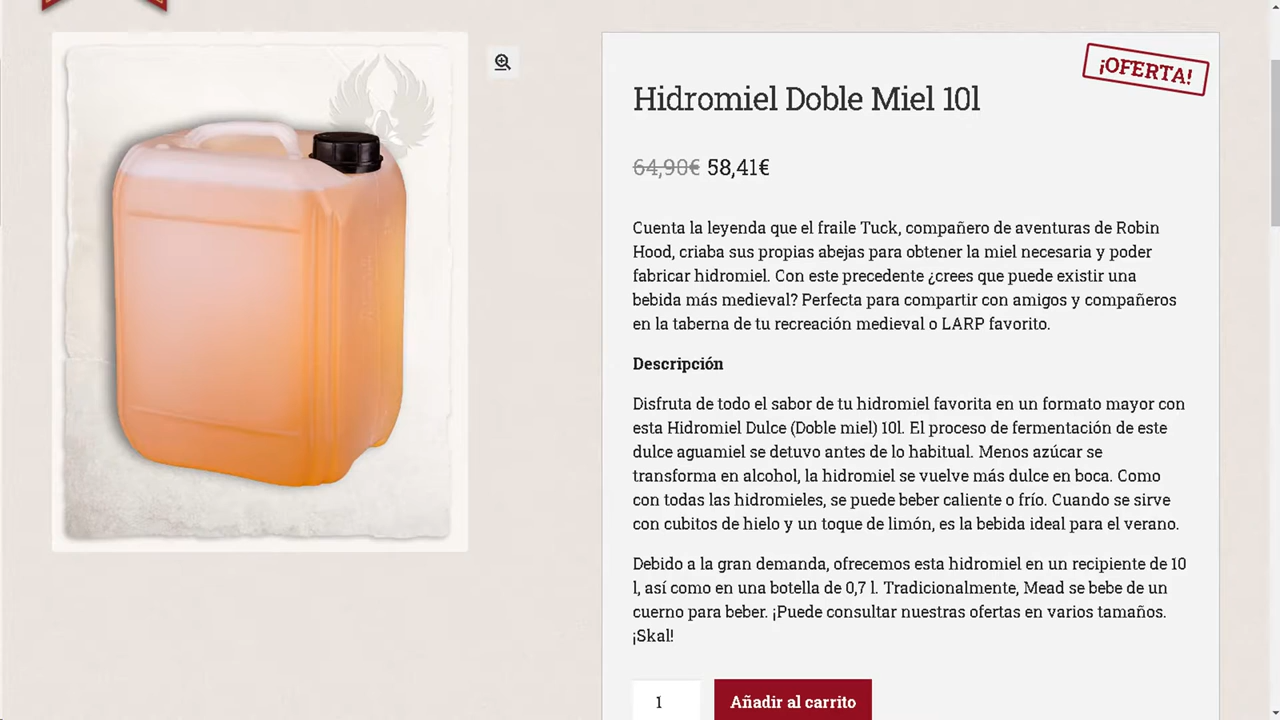 ¡OFERTA!
Hidromiel Doble Miel 10l
64,90€ 58,41€
Cuenta la leyenda que el fraile Tuck, compañero de aventuras de Robin
Hood, criaba sus propias abejas para obtener la miel necesaria y poder
fabricar hidromiel. Con este precedente ¿crees que puede existir una
bebida más medieval? Perfecta para compartir con amigos y compañeros
en la taberna de tu recreación medieval o LARP favorito.
Descripción
Disfruta de todo el sabor de tu hidromiel favorita en un formato mayor con
esta Hidromiel Dulce (Doble miel) 10l. El proceso de fermentación de este
dulce aguamiel se detuvo antes de lo habitual. Menos azúcar se
transforma en alcohol, la hidromiel se vuelve más dulce en boca. Como
con todas las hidromieles, se puede beber caliente o frío. Cuando se sirve
con cubitos de hielo y un toque de limón, es la bebida ideal para el verano.
Debido a la gran demanda, ofrecemos esta hidromiel en un recipiente de 10
l, así como en una botella de 0,7 l. Tradicionalmente, Mead se bebe de un
cuerno para beber. ¡Puede consultar nuestras ofertas en varios tamaños.
¡Skal!
1 Añadir al carrito